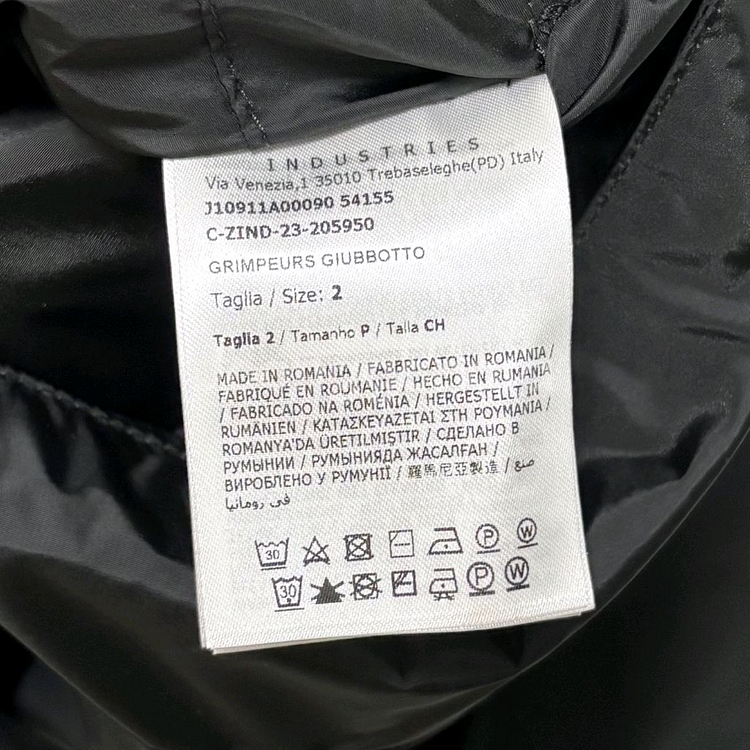 INDUSTRIES
Via Venezia,1 35010 Trebaseleghe(PD) Italy
J10911A00090 54155
C-ZIND-23-205950
GRIMPEURS GIUBBOTTO
Taglia / Size: 2
Taglia 2 / Tamanho P / Talla CH
MADE IN ROMANIA / FABBRICATO IN ROMANIA /
FABRIQUÉ EN ROUMANIE / HECHO EN RUMANIA
/ FABRICADO NA ROMÉNIA / HERGESTELLT IN
RUMÄNIEN / ΚΑΤΑΣΚΕΥΑΖΕΤΑΙ ΣΤΗ ΡΟΥΜΑΝΙΑ /
ROMANYA'DA ÜRETILMIŞTIR / СДЕЛАНО В
РУМЫНИИ / РУМЫНИЯДА ЖАСАЛҒАН /
ВИРОБЛЕНО У РУМУНІЇ / 羅馬尼亞製造 / صنع
في رومانيا
30 P W
30 P W